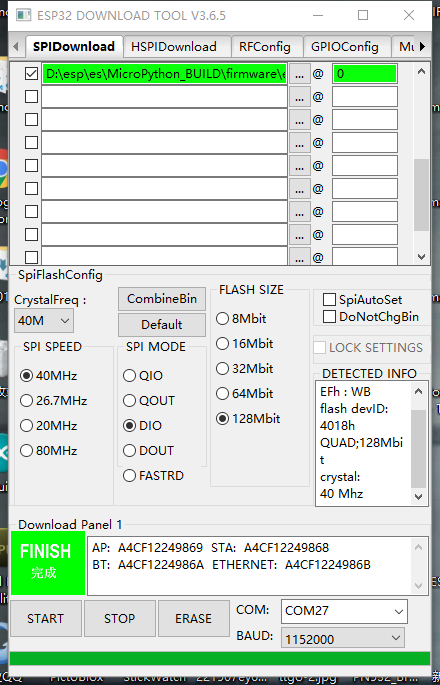 ESP32 DOWNLOAD TOOL V3.6.5
SPIDownload HSPIDownload RFConfig GPIOConfig Mu
D:\esp\es\MicroPython_BUILD\firmware\e ... @ 0
... @
... @
... @
... @
... @
... @
... @
SpiFlashConfig
CrystalFreq :
40M
CombineBin
Default
SPI SPEED
40MHz
26.7MHz
20MHz
80MHz
SPI MODE
QIO
QOUT
DIO
DOUT
FASTRD
FLASH SIZE
8Mbit
16Mbit
32Mbit
64Mbit
128Mbit
SpiAutoSet
DoNotChgBin
LOCK SETTINGS
DETECTED INFO
EFh : WB
flash devID:
4018h
QUAD;128Mbi
t
crystal:
40 Mhz
Download Panel 1
FINISH
完成
AP: A4CF12249869 STA: A4CF12249868
BT: A4CF1224986A ETHERNET: A4CF1224986B
START STOP ERASE
COM: COM27
BAUD: 1152000